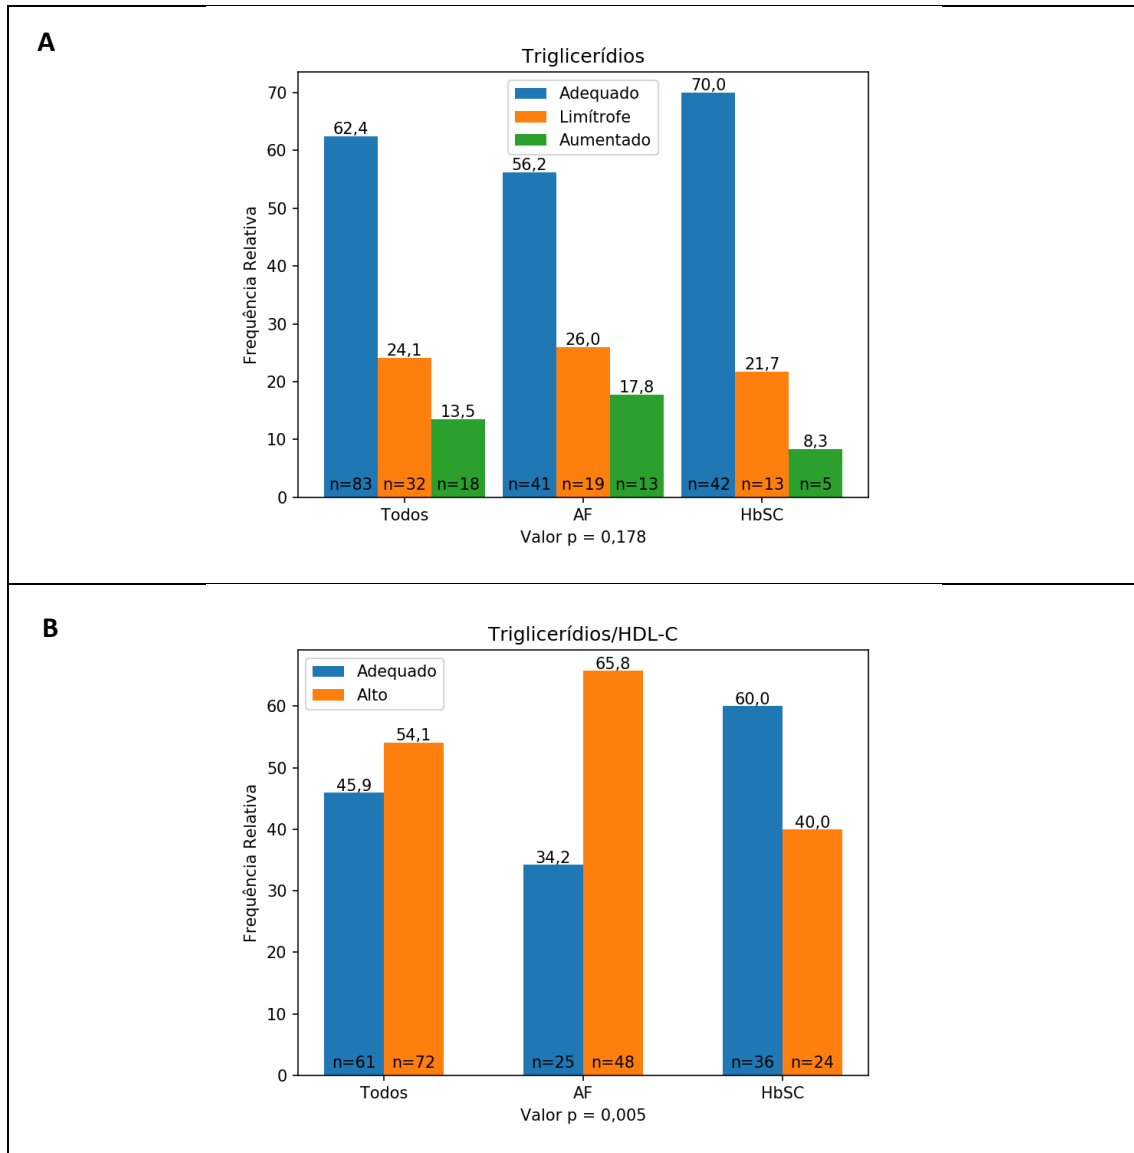 A
Triglicerídios
Adequado
Limítrofe
Aumentado
Frequência Relativa
70
60
50
40
30
20
10
0
62,4
24,1
13,5
56,2
26,0
17,8
70,0
21,7
8,3
n=83 n=32 n=18 n=41 n=19 n=13 n=42 n=13 n=5
Todos AF HbSC
Valor p = 0,178
B
Triglicerídios/HDL-C
Adequado
Alto
Frequência Relativa
60
50
40
30
20
10
0
45,9
54,1
34,2
65,8
60,0
40,0
n=61 n=72 n=25 n=48 n=36 n=24
Todos AF HbSC
Valor p = 0,005